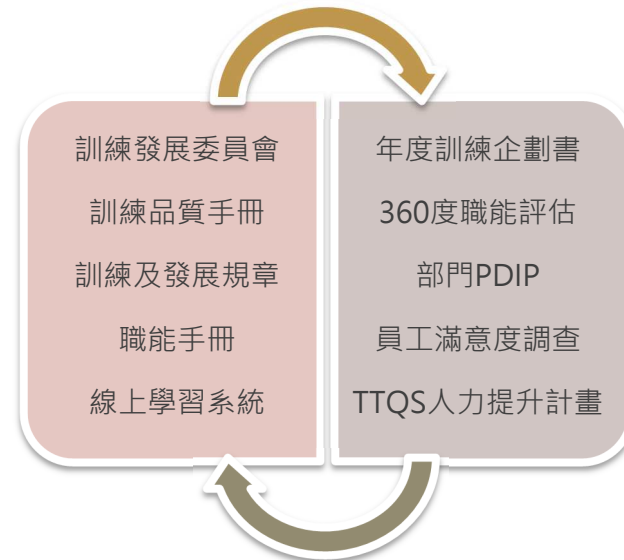 訓練發展委員會
訓練品質手冊
訓練及發展規章
職能手冊
線上學習系統
年度訓練企劃書
360度職能評估
部門PDIP
員工滿意度調查
TTQS人力提升計畫